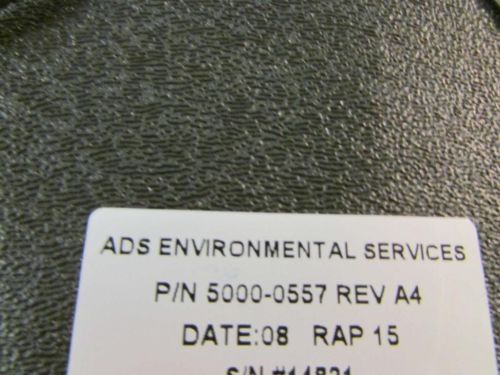 ADS ENVIRONMENTAL SERVICES
P/N 5000-0557 REV A4
DATE:08 RAP 15
S/N